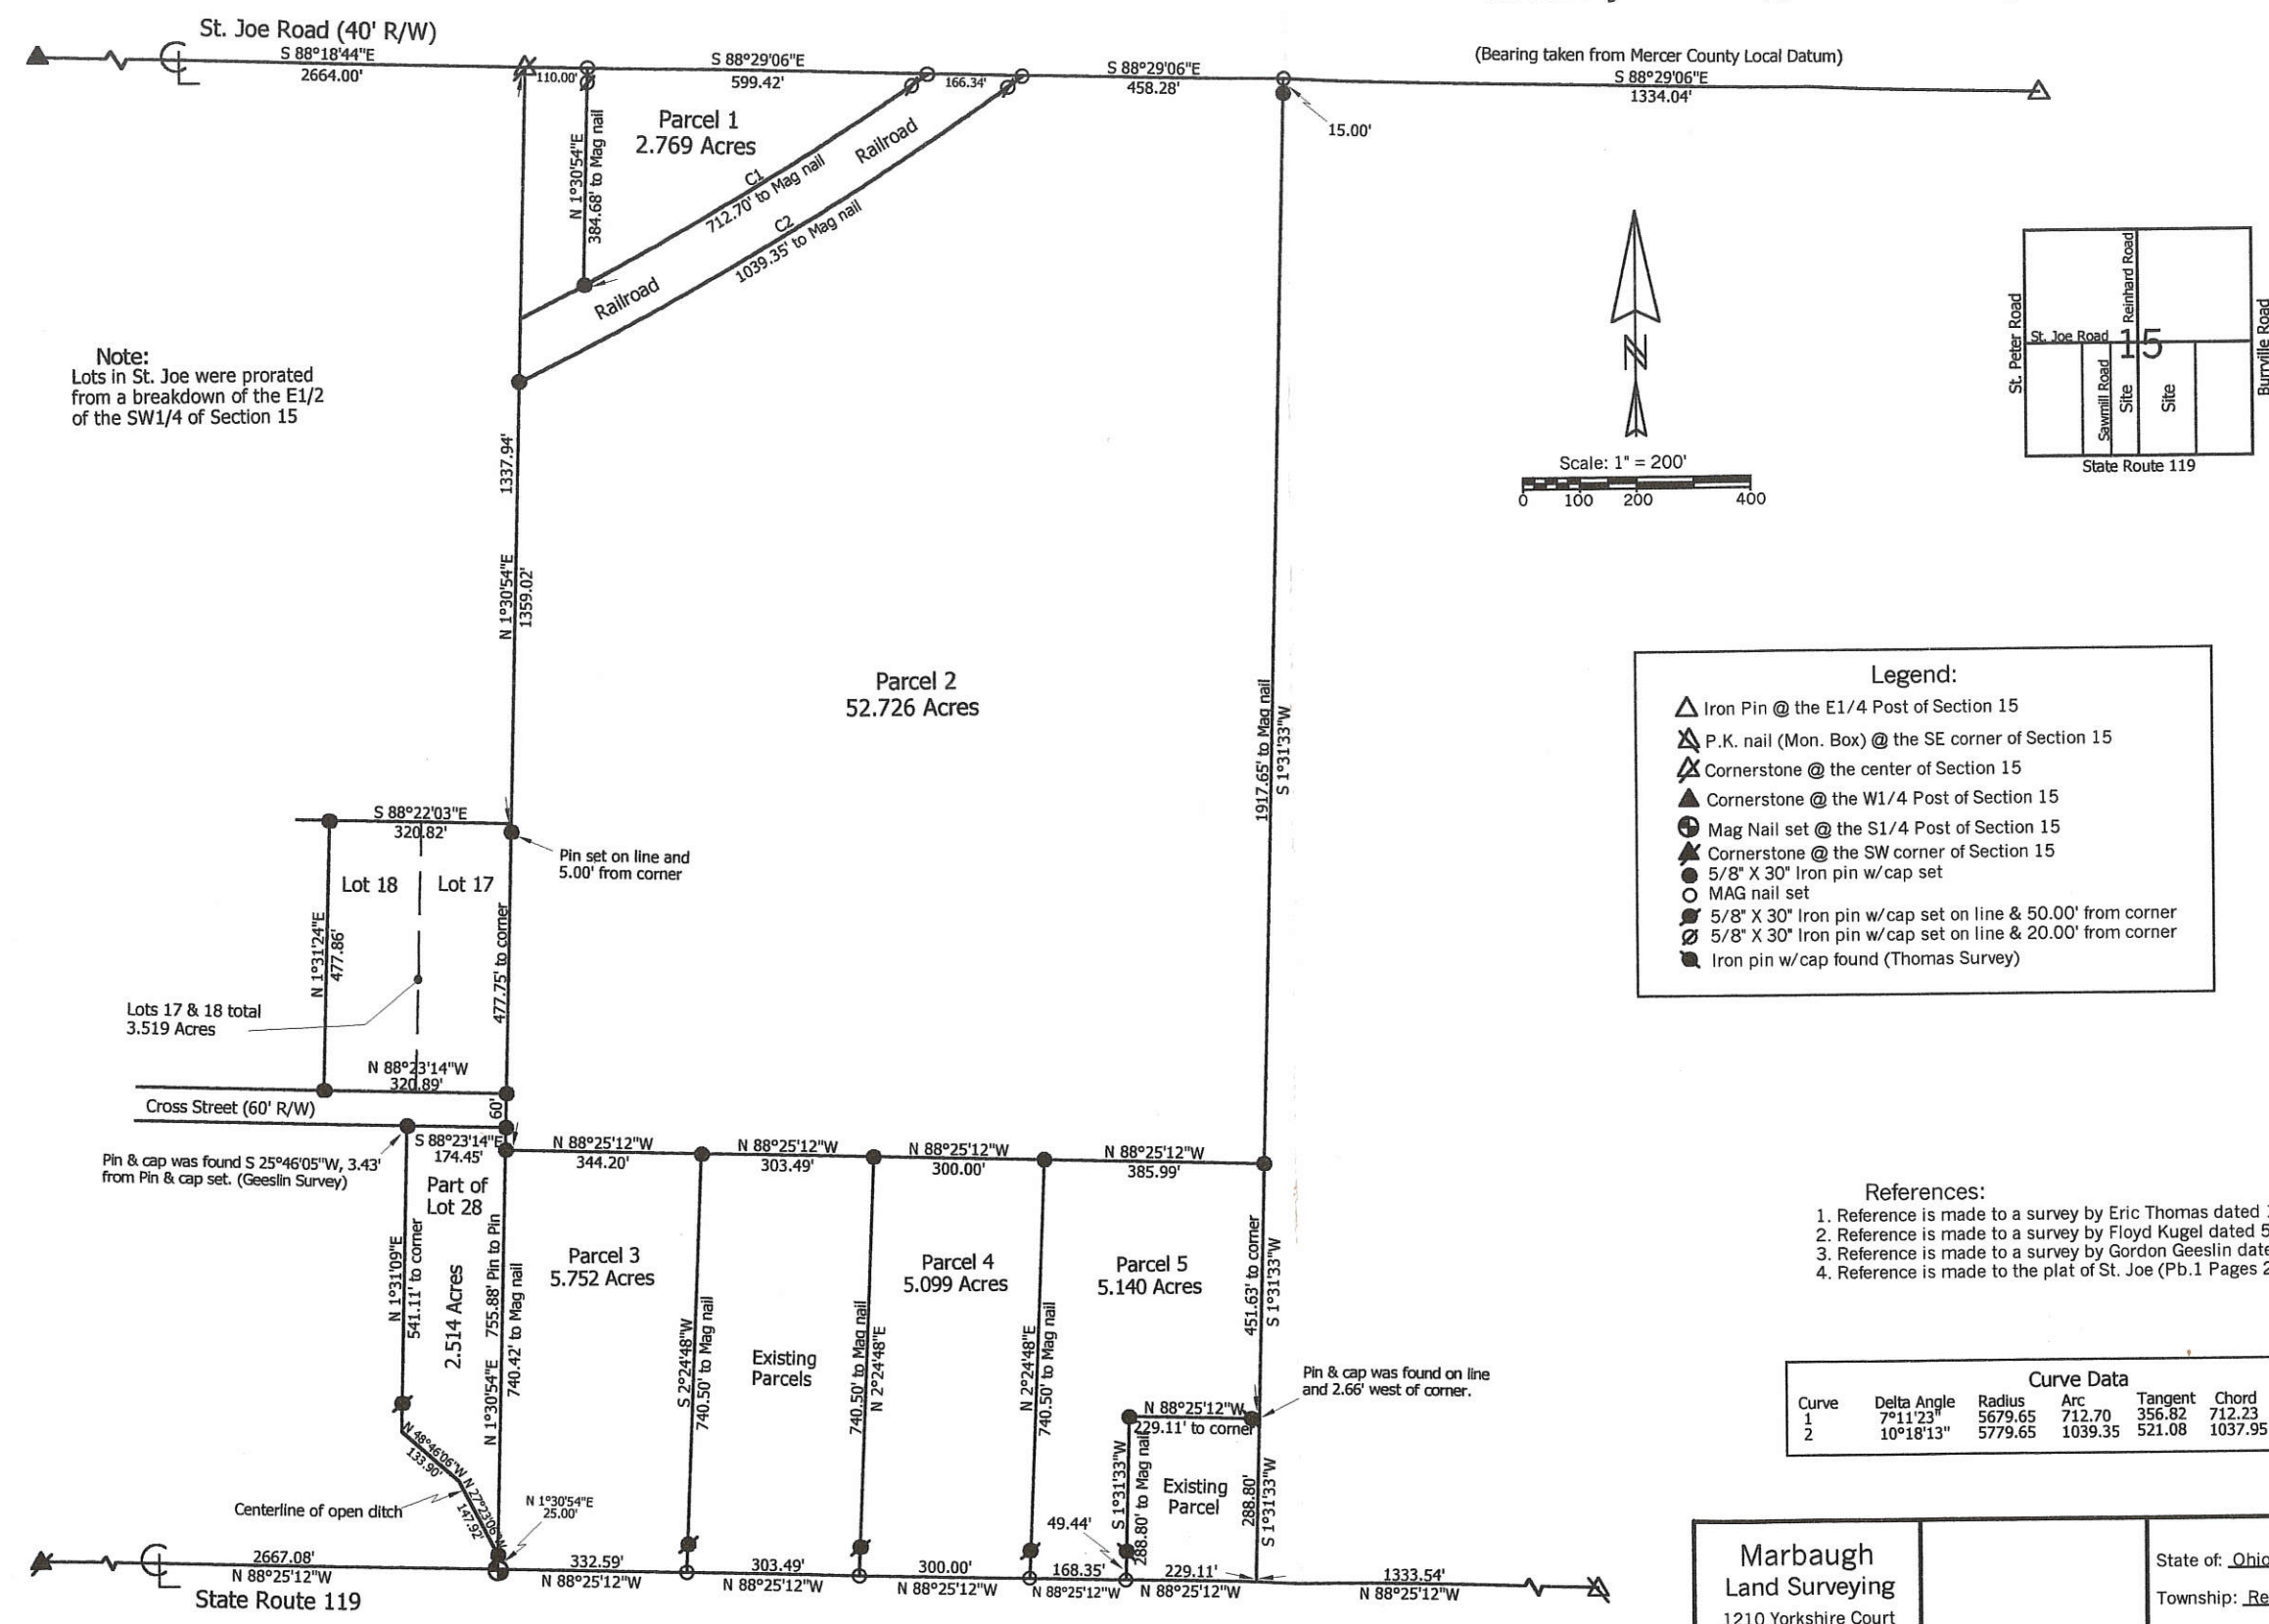 St. Joe Road (40' R/W)
S 88°18'44"E
2664.00'
110.00'
S 88°29'06"E
599.42'
166.34'
S 88°29'06"E
458.28'
(Bearing taken from Mercer County Local Datum)
S 88°29'06"E
1334.04'
15.00'
Parcel 1
2.769 Acres
N 1°30'54"E
384.68' to Mag nail
C1
712.70' to Mag nail
Railroad
C2
1039.35' to Mag nail
Railroad
Note:
Lots in St. Joe were prorated
from a breakdown of the E1/2
of the SW1/4 of Section 15
1337.94'
N 1°30'54"E
1359.02'
N
Scale: 1" = 200'
0 100 200 400
St. Peter Road
St. Joe Road
Reinhard Road
15
Sawmill Road
Site
Site
Burrville Road
State Route 119
Parcel 2
52.726 Acres
1917.65' to Mag nail
S 1°31'33"W
Legend:
Iron Pin @ the E1/4 Post of Section 15
P.K. nail (Mon. Box) @ the SE corner of Section 15
Cornerstone @ the center of Section 15
Cornerstone @ the W1/4 Post of Section 15
Mag Nail set @ the S1/4 Post of Section 15
Cornerstone @ the SW corner of Section 15
5/8" X 30" Iron pin w/cap set
MAG nail set
5/8" X 30" Iron pin w/cap set on line & 50.00' from corner
5/8" X 30" Iron pin w/cap set on line & 20.00' from corner
Iron pin w/cap found (Thomas Survey)
S 88°22'03"E
320.82'
Pin set on line and
5.00' from corner
Lot 18
Lot 17
N 1°31'24"E
477.86'
477.75' to corner
Lots 17 & 18 total
3.519 Acres
N 88°23'14"W
320.89'
Cross Street (60' R/W)
60'
S 88°23'14"E
174.45'
Pin & cap was found S 25°46'05"W, 3.43'
from Pin & cap set. (Geeslin Survey)
N 88°25'12"W
344.20'
N 88°25'12"W
303.49'
N 88°25'12"W
300.00'
N 88°25'12"W
385.99'
Part of
Lot 28
2.514 Acres
N 1°31'09"E
541.11' to corner
N 1°30'54"E 755.88' Pin to Pin
740.42' to Mag nail
Parcel 3
5.752 Acres
S 2°24'48"W
740.50' to Mag nail
Existing
Parcels
740.50' to Mag nail
N 2°24'48"E
Parcel 4
5.099 Acres
N 2°24'48"E
740.50' to Mag nail
Parcel 5
5.140 Acres
451.63' to corner
S 1°31'33"W
Pin & cap was found on line
and 2.66' west of corner.
N 88°25'12"W
229.11' to corner
S 1°31'33"W
288.80' to Mag nail
Existing
Parcel
288.80'
S 1°31'33"W
49.44'
N 48°46'06"W
133.90'
N 27°23'06"W
147.92'
Centerline of open ditch
N 1°30'54"E
25.00'
2667.08'
N 88°25'12"W
State Route 119
332.59'
N 88°25'12"W
303.49'
N 88°25'12"W
300.00'
N 88°25'12"W
168.35'
N 88°25'12"W
229.11'
N 88°25'12"W
1333.54'
N 88°25'12"W
References:
1. Reference is made to a survey by Eric Thomas dated
2. Reference is made to a survey by Floyd Kugel dated 5
3. Reference is made to a survey by Gordon Geeslin date
4. Reference is made to the plat of St. Joe (Pb.1 Pages 2
Curve Data
Curve Delta Angle Radius Arc Tangent Chord
1 7°11'23" 5679.65 712.70 356.82 712.23
2 10°18'13" 5779.65 1039.35 521.08 1037.95
Marbaugh
Land Surveying
1210 Yorkshire Court
State of: Ohio
Township: Re